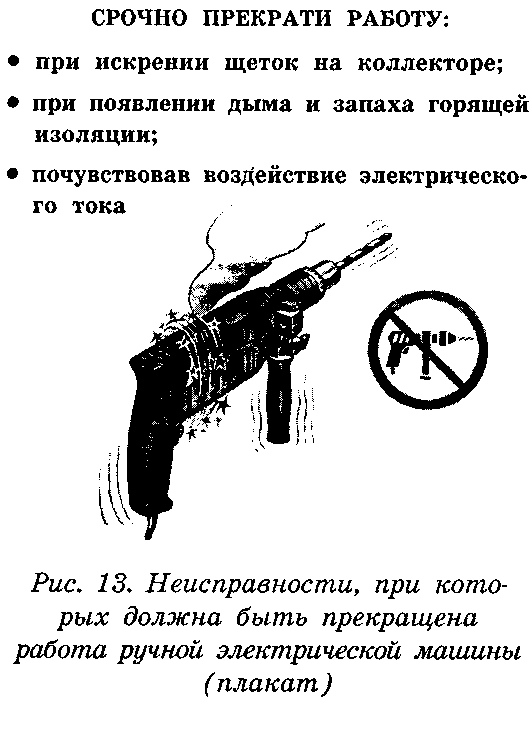 СРОЧНО ПРЕКРАТИ РАБОТУ:
• при искрении щеток на коллекторе;
• при появлении дыма и запаха горящей
изоляции;
• почувствовав воздействие электрическо-
го тока
Рис. 13. Неисправности, при кото-
рых должна быть прекращена
работа ручной электрической машины
(плакат)